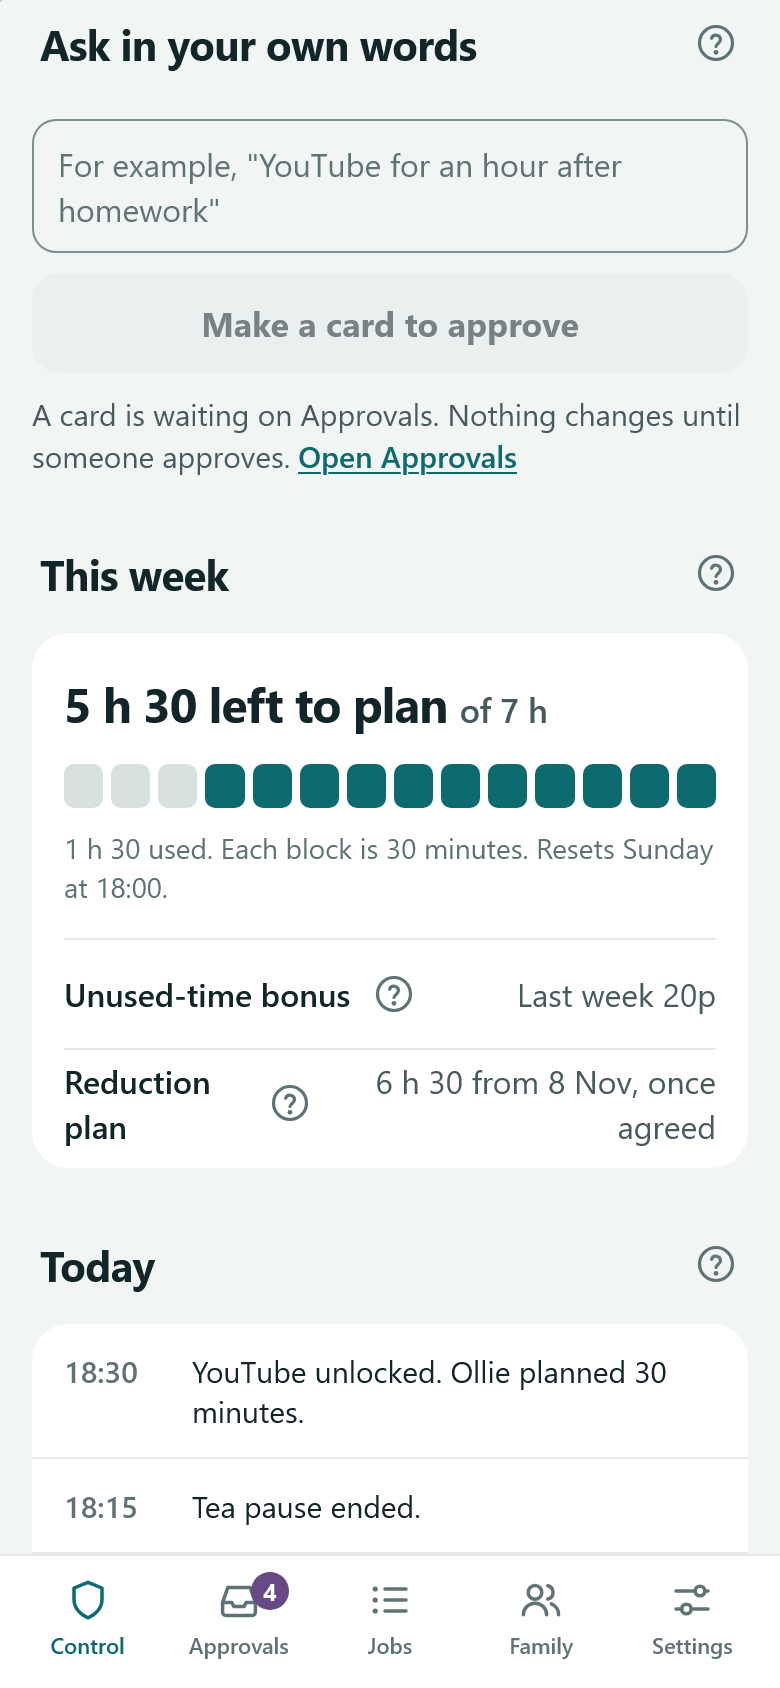 Ask in your own words
For example, "YouTube for an hour after
homework"
Make a card to approve
A card is waiting on Approvals. Nothing changes until
someone approves. Open Approvals
This week
5 h 30 left to plan of 7 h
1 h 30 used. Each block is 30 minutes. Resets Sunday
at 18:00.
Unused-time bonus Last week 20p
Reduction plan 6 h 30 from 8 Nov, once agreed
Today
18:30 YouTube unlocked. Ollie planned 30
minutes.
18:15 Tea pause ended.
4
Control Approvals Jobs Family Settings